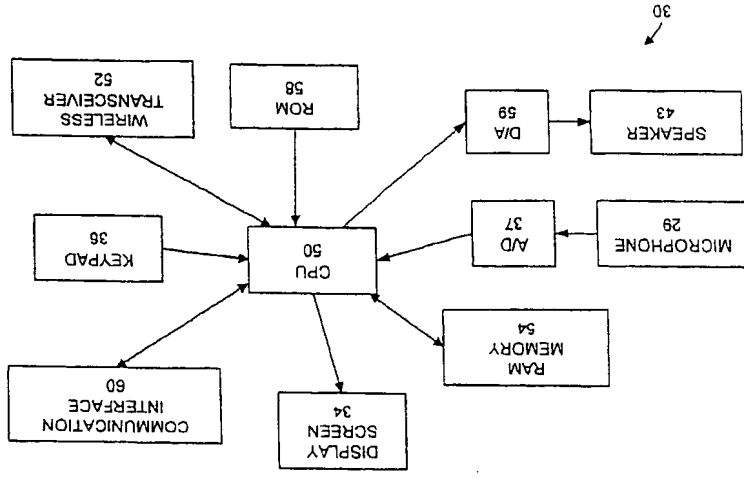 RAM
MEMORY
54
DISPLAY
SCREEN
34
COMMUNICATION
INTERFACE
60
MICROPHONE
29
A/D
37
CPU
50
KEYPAD
36
SPEAKER
43
D/A
59
ROM
58
WIRELESS
TRANSCEIVER
52
30